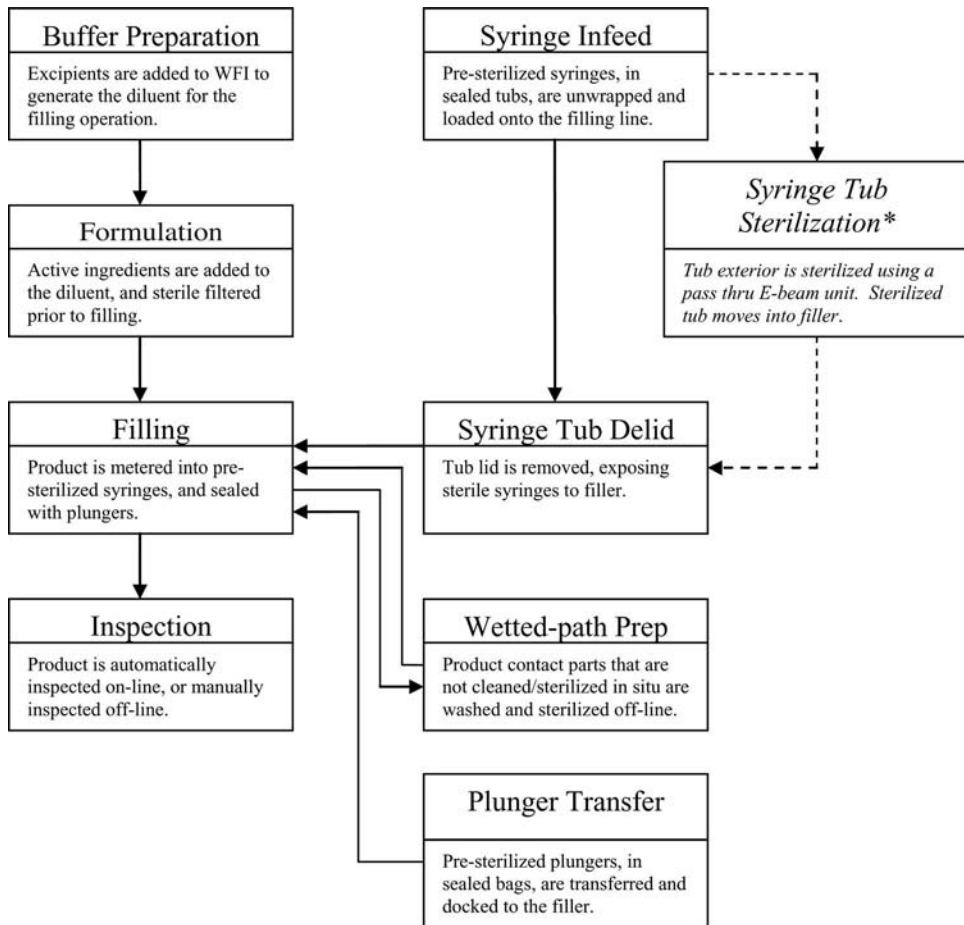 Buffer Preparation
Excipients are added to WFI to
generate the diluent for the
filling operation.
Syringe Infeed
Pre-sterilized syringes, in
sealed tubs, are unwrapped and
loaded onto the filling line.
Syringe Tub
Sterilization*
Tub exterior is sterilized using a
pass thru E-beam unit. Sterilized
tub moves into filler.
Formulation
Active ingredients are added to
the diluent, and sterile filtered
prior to filling.
Filling
Product is metered into pre-
sterilized syringes, and sealed
with plungers.
Syringe Tub Delid
Tub lid is removed, exposing
sterile syringes to filler.
Inspection
Product is automatically
inspected on-line, or manually
inspected off-line.
Wetted-path Prep
Product contact parts that are
not cleaned/sterilized in situ are
washed and sterilized off-line.
Plunger Transfer
Pre-sterilized plungers, in
sealed bags, are transferred and
docked to the filler.